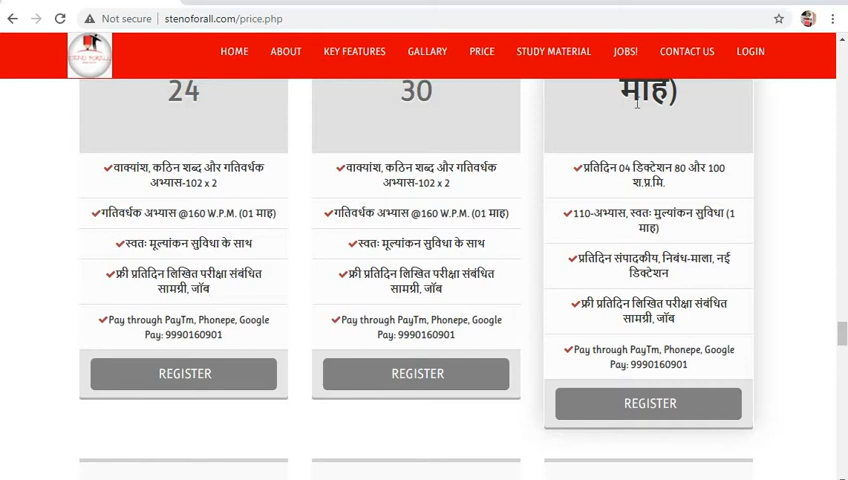 Not secure
stenoforall.com/price.php
STENO FORALL
HOME
ABOUT
KEY FEATURES
GALLARY
PRICE
STUDY MATERIAL
JOBS!
CONTACT US
LOGIN
24
वाक्यांश, कठिन शब्द और गतिवर्धक
अभ्यास-102 x 2
गतिवर्धक अभ्यास @160 W.P.M. (01 माह)
स्वतः मूल्यांकन सुविधा के साथ
फ्री प्रतिदिन लिखित परीक्षा संबंधित
सामग्री, जॉब
Pay through PayTm, Phonepe, Google
Pay: 9990160901
REGISTER
30
वाक्यांश, कठिन शब्द और गतिवर्धक
अभ्यास-102 x 2
गतिवर्धक अभ्यास @160 W.P.M. (01 माह)
स्वतः मूल्यांकन सुविधा के साथ
फ्री प्रतिदिन लिखित परीक्षा संबंधित
सामग्री, जॉब
Pay through PayTm, Phonepe, Google
Pay: 9990160901
REGISTER
माह)
प्रतिदिन 04 डिक्टेशन 80 और 100
श.प्र.मि.
110-अभ्यास, स्वतः मुल्यांकन सुविधा (1
माह)
प्रतिदिन संपादकीय, निबंध-माला, नई
डिक्टेशन
फ्री प्रतिदिन लिखित परीक्षा संबंधित
सामग्री, जॉब
Pay through PayTm, Phonepe, Google
Pay: 9990160901
REGISTER